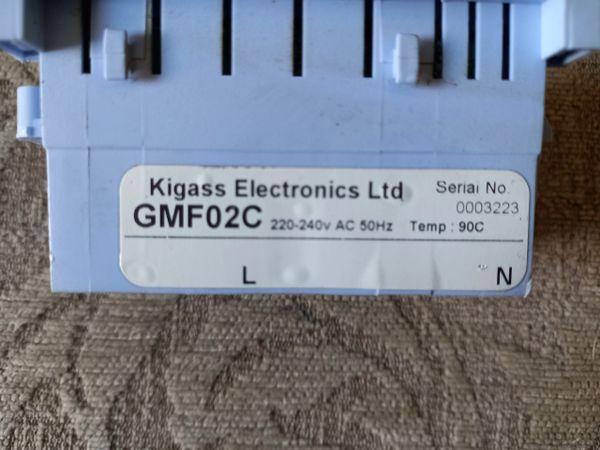 Kigass Electronics Ltd Serial No.
GMF02C 220-240v AC 50Hz Temp : 90C 0003223
L N